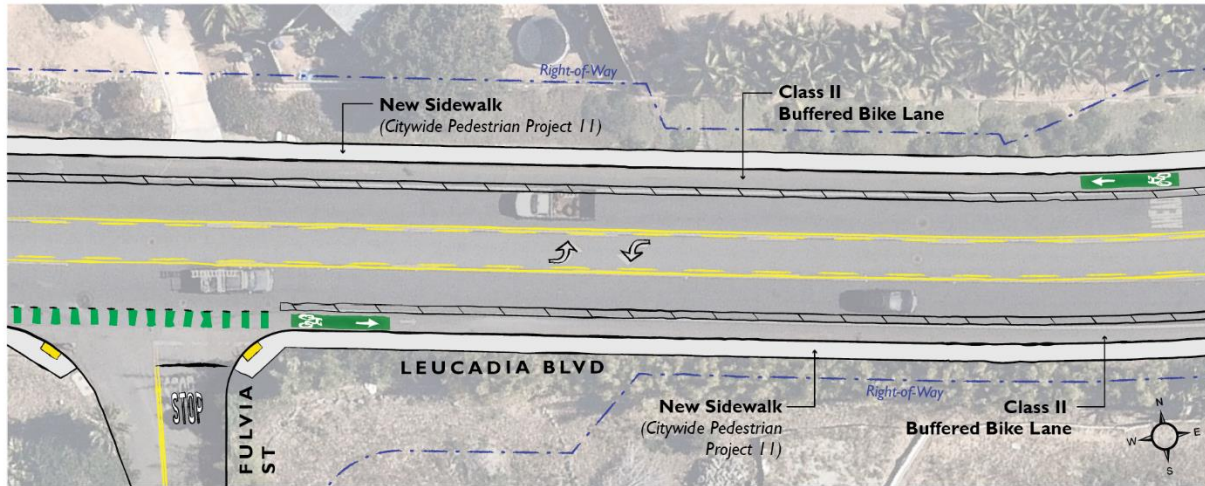 Right-of-Way
New Sidewalk
(Citywide Pedestrian Project 11)
Class II
Buffered Bike Lane
LEUCADIA BLVD
FULVIA
ST
STOP
New Sidewalk
(Citywide Pedestrian
Project 11)
Right-of-Way
Class II
Buffered Bike Lane
N
W
E
S